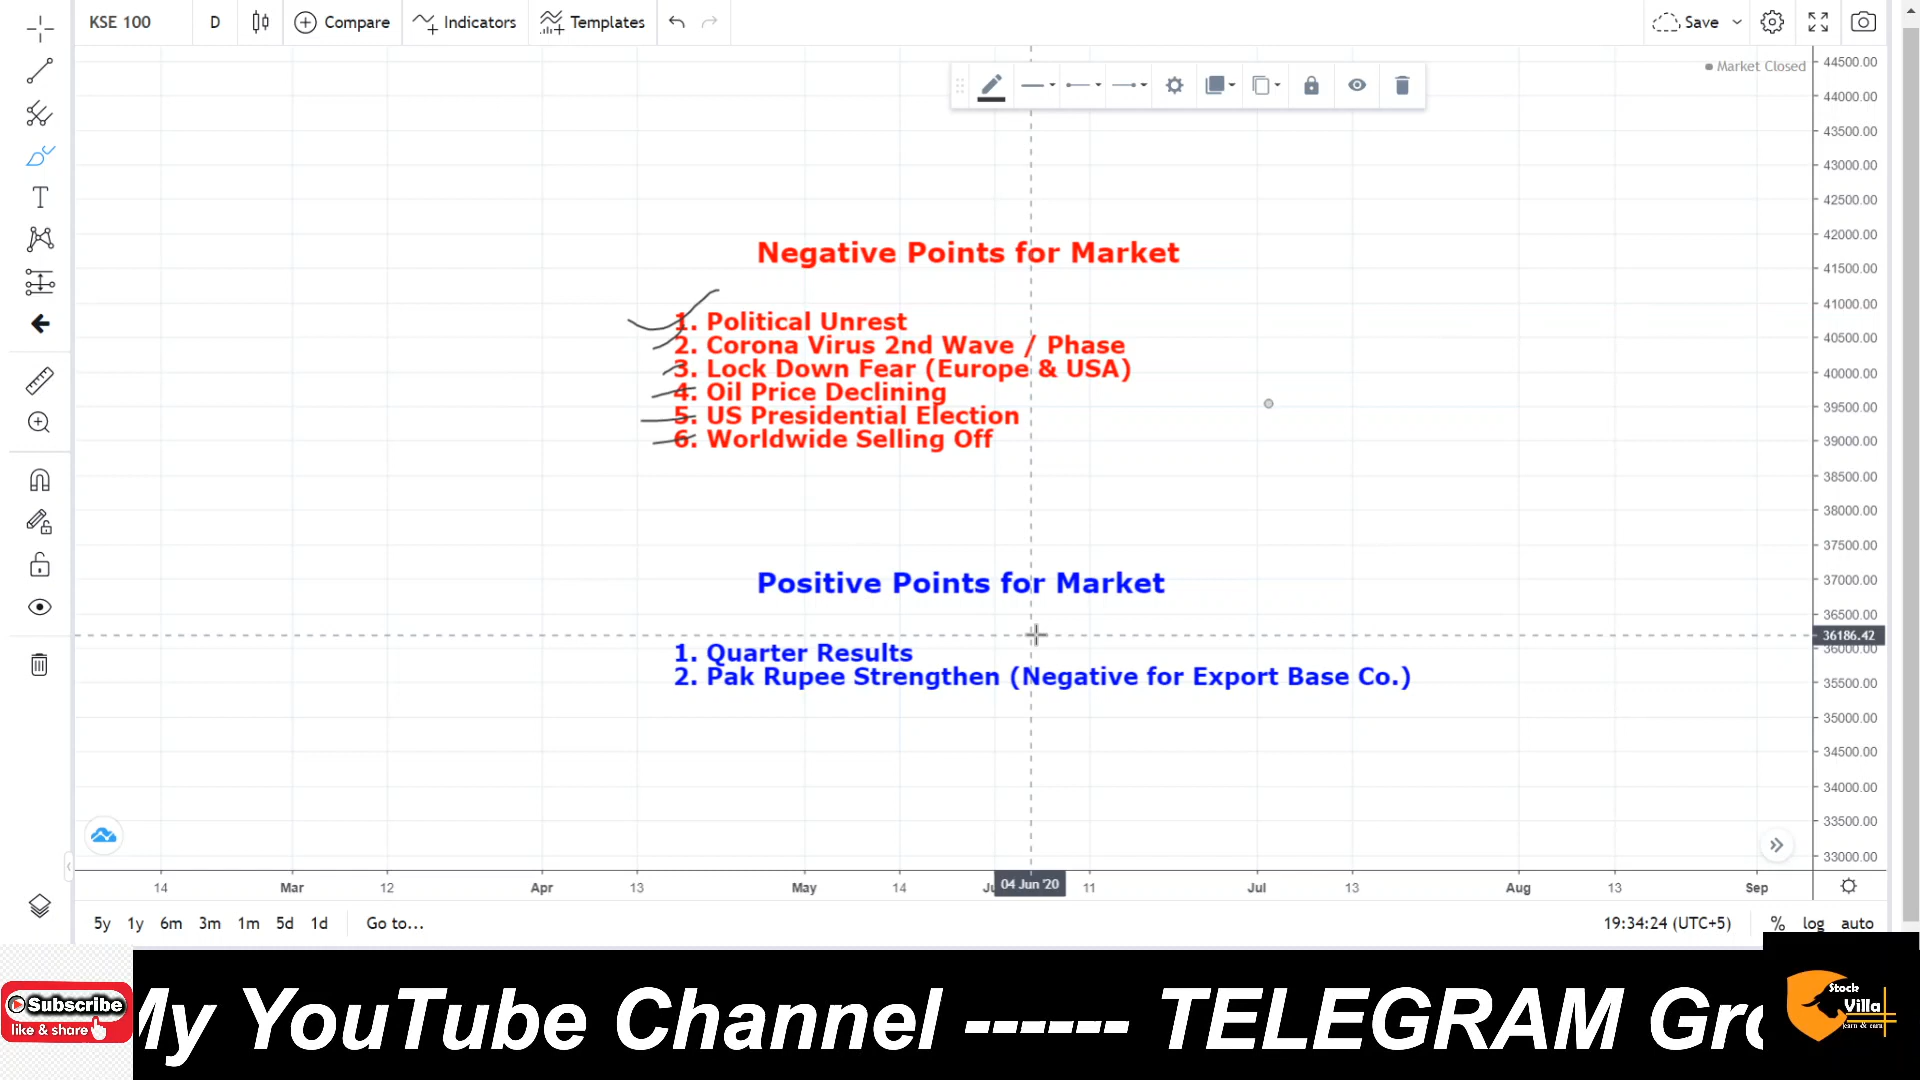 KSE 100 D Compare Indicators Templates Save
Market Closed
44500.00
44000.00
43500.00
43000.00
42500.00
42000.00
41500.00
41000.00
40500.00
40000.00
39500.00
39000.00
38500.00
38000.00
37500.00
37000.00
36500.00
36186.42
36000.00
35500.00
35000.00
34500.00
34000.00
33500.00
33000.00
Negative Points for Market
1. Political Unrest
2. Corona Virus 2nd Wave / Phase
3. Lock Down Fear (Europe & USA)
4. Oil Price Declining
5. US Presidential Election
6. Worldwide Selling Off
Positive Points for Market
1. Quarter Results
2. Pak Rupee Strengthen (Negative for Export Base Co.)
14 Mar 12 Apr 13 May 14 04 Jun '20 11 Jul 13 Aug 13 Sep
5y 1y 6m 3m 1m 5d 1d Go to... 19:34:24 (UTC+5) % log auto
Subscribe
like & share
My YouTube Channel ------ TELEGRAM Gro
Stock
Villa
learn & earn